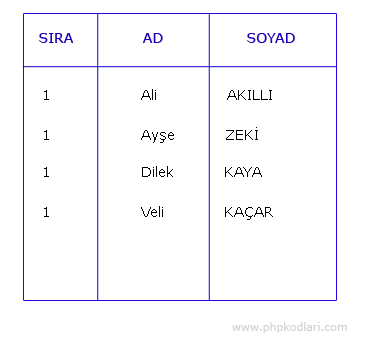 SIRA AD SOYAD
1 Ali AKILLI
1 Ayşe ZEKİ
1 Dilek KAYA
1 Veli KAÇAR
www.phpkodlari.com